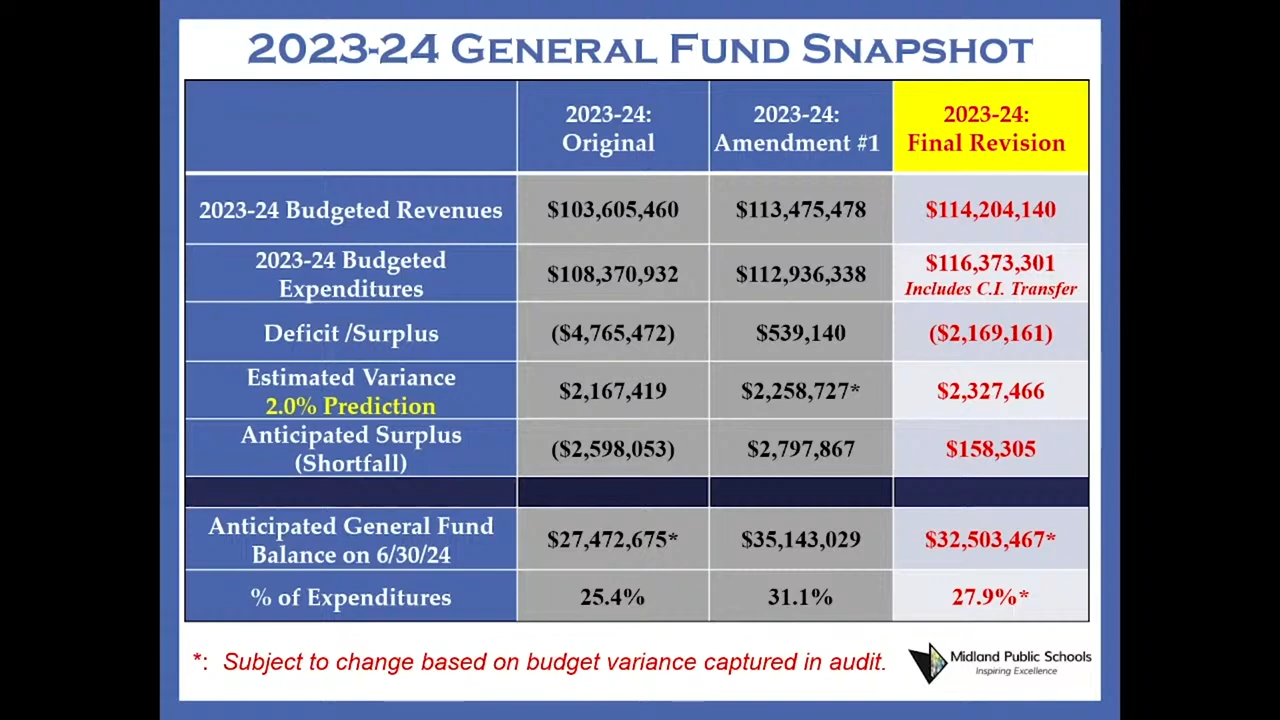 2023-24 GENERAL FUND SNAPSHOT
2023-24: Original
2023-24: Amendment #1
2023-24: Final Revision
2023-24 Budgeted Revenues $103,605,460 $113,475,478 $114,204,140
2023-24 Budgeted Expenditures $108,370,932 $112,936,338 $116,373,301 Includes C.I. Transfer
Deficit /Surplus ($4,765,472) $539,140 ($2,169,161)
Estimated Variance 2.0% Prediction $2,167,419 $2,258,727* $2,327,466
Anticipated Surplus (Shortfall) ($2,598,053) $2,797,867 $158,305
Anticipated General Fund Balance on 6/30/24 $27,472,675* $35,143,029 $32,503,467*
% of Expenditures 25.4% 31.1% 27.9%*
*: Subject to change based on budget variance captured in audit.
Midland Public Schools
Inspiring Excellence